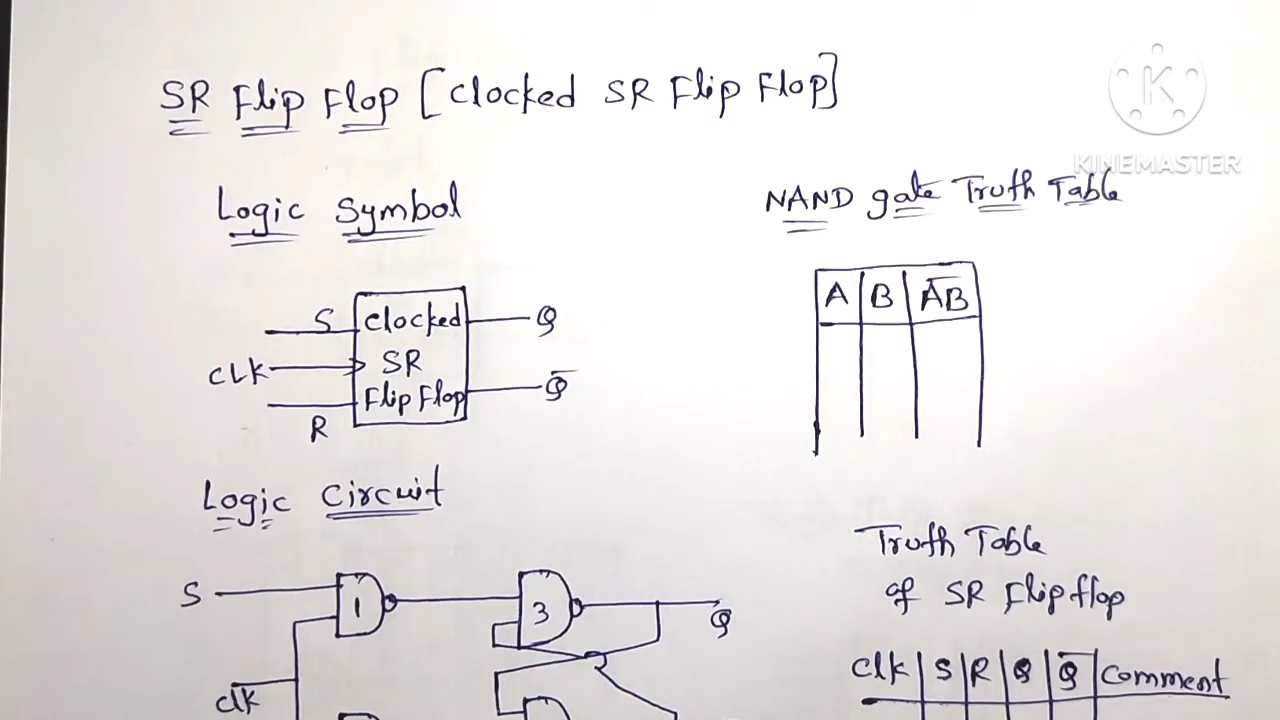 SR Flip Flop [Clocked SR Flip Flop]
K
KINEMASTER
Logic Symbol
S
CLK
R
Clocked
SR
Flip Flop
Q
Q̅
NAND gate Truth Table
A B A̅B̅
Logic Circuit
S
clk
1
3
Q
Truth Table
of SR Flip flop
Clk S R Q Q̅ Comment